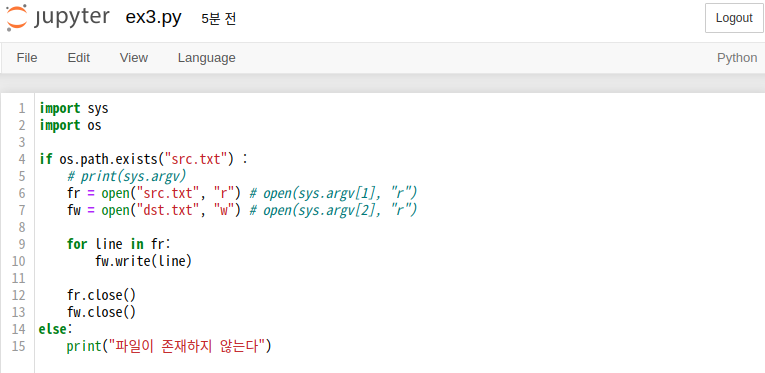 jupyter ex3.py 5분 전 Logout
File Edit View Language Python
1 import sys
2 import os
3
4 if os.path.exists("src.txt") :
5     # print(sys.argv)
6     fr = open("src.txt", "r") # open(sys.argv[1], "r")
7     fw = open("dst.txt", "w") # open(sys.argv[2], "r")
8
9     for line in fr:
10         fw.write(line)
11
12     fr.close()
13     fw.close()
14 else:
15     print("파일이 존재하지 않는다")